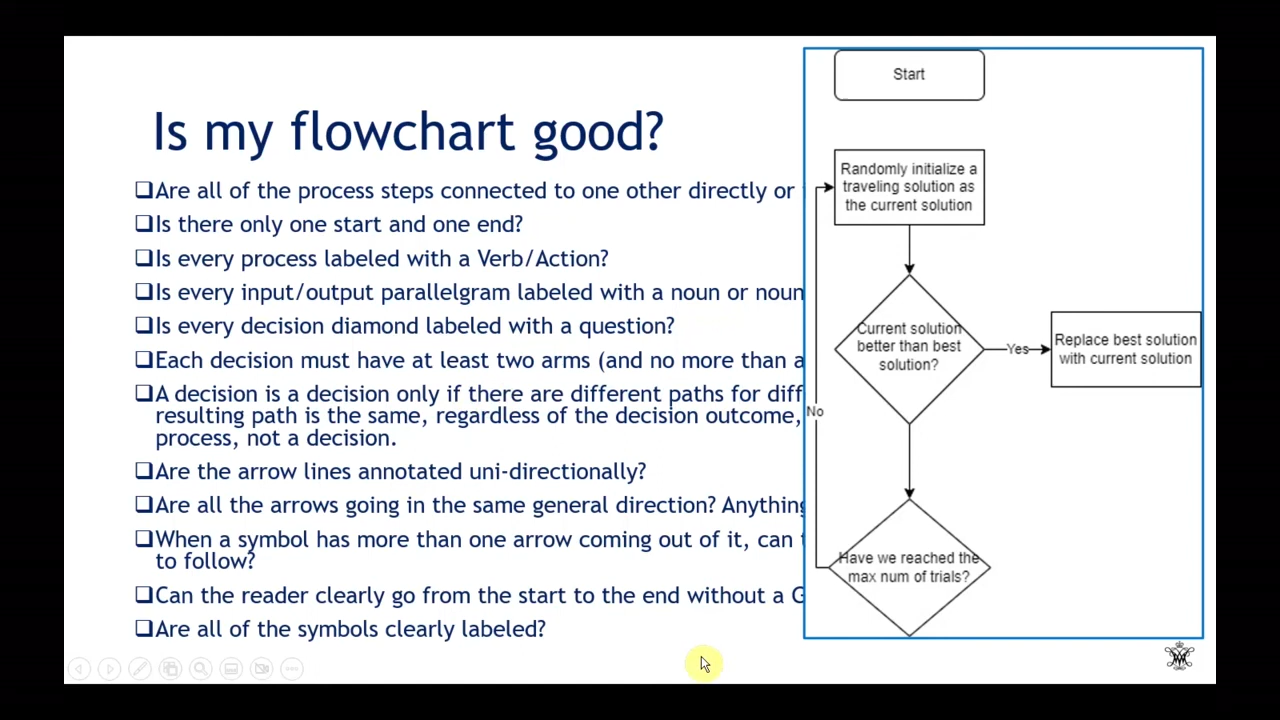 Is my flowchart good?
❑Are all of the process steps connected to one other directly or
❑Is there only one start and one end?
❑Is every process labeled with a Verb/Action?
❑Is every input/output parallelgram labeled with a noun or noun
❑Is every decision diamond labeled with a question?
❑Each decision must have at least two arms (and no more than a
❑A decision is a decision only if there are different paths for diff
resulting path is the same, regardless of the decision outcome,
process, not a decision.
❑Are the arrow lines annotated uni-directionally?
❑Are all the arrows going in the same general direction? Anything
❑When a symbol has more than one arrow coming out of it, can
to follow?
❑Can the reader clearly go from the start to the end without a G
❑Are all of the symbols clearly labeled?
Start
Randomly initialize a
traveling solution as
the current solution
Current solution
better than best
solution?
Yes
Replace best solution
with current solution
No
Have we reached the
max num of trials?